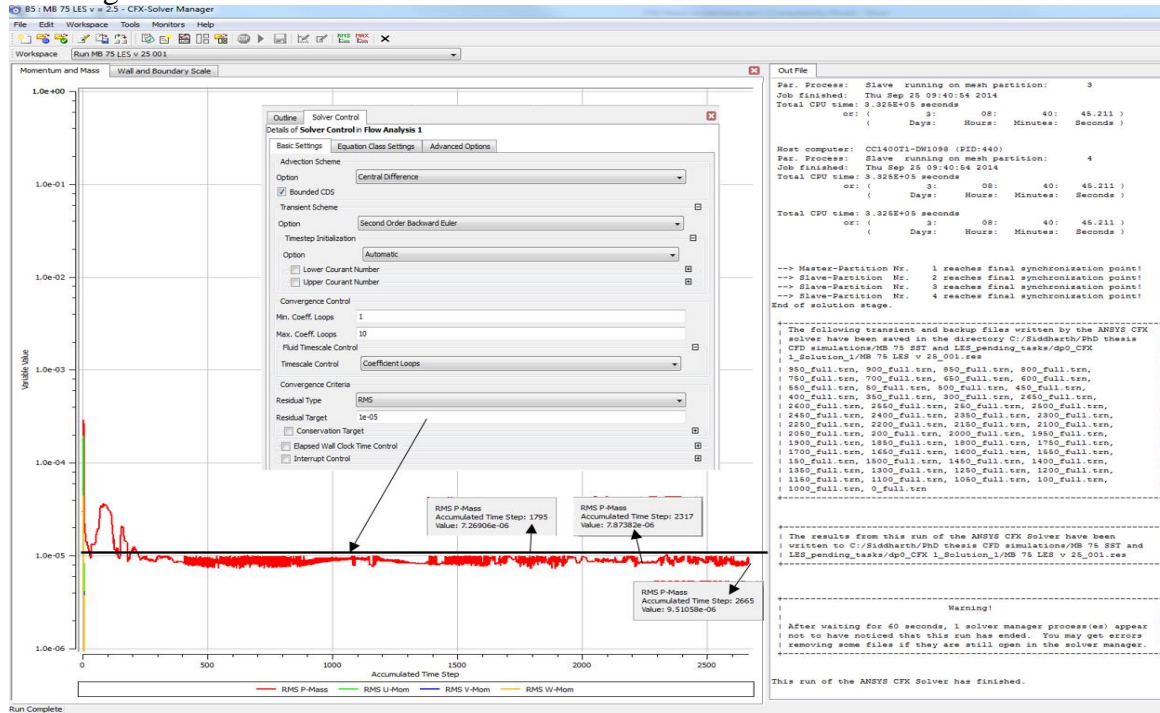 B5 : MB 75 LES v = 2.5 - CFX-Solver Manager
File Edit Workspace Tools Monitors Help
Workspace Run MB 75 LES v 25 001
Momentum and Mass Wall and Boundary Scale
1.0e+00
1.0e-01
1.0e-02
1.0e-03
1.0e-04
1.0e-05
1.0e-06
Variable Value
Outline Solver Control
Details of Solver Control in Flow Analysis 1
Basic Settings Equation Class Settings Advanced Options
Advection Scheme
Option Central Difference
Bounded CDS
Transient Scheme
Option Second Order Backward Euler
Timestep Initialization
Option Automatic
Lower Courant Number
Upper Courant Number
Convergence Control
Min. Coeff. Loops 1
Max. Coeff. Loops 10
Fluid Timescale Control
Timescale Control Coefficient Loops
Convergence Criteria
Residual Type RMS
Residual Target 1e-05
Conservation Target
Elapsed Wall Clock Time Control
Interrupt Control
RMS P-Mass
Accumulated Time Step: 1795
Value: 7.26906e-06
RMS P-Mass
Accumulated Time Step: 2317
Value: 7.87382e-06
RMS P-Mass
Accumulated Time Step: 2665
Value: 9.51058e-06
0 500 1000 1500 2000 2500
Accumulated Time Step
RMS P-Mass RMS U-Mom RMS V-Mom RMS W-Mom
Run Complete
Out File
Par. Process: Slave running on mesh partition: 3
Job finished: Thu Sep 25 09:40:54 2014
Total CPU time: 3.325E+05 seconds
or: ( 3: 08: 40: 45.211 )
( Days: Hours: Minutes: Seconds )
Host computer: CC1400T1-DW1098 (PID:440)
Par. Process: Slave running on mesh partition: 4
Job finished: Thu Sep 25 09:40:54 2014
Total CPU time: 3.325E+05 seconds
or: ( 3: 08: 40: 45.211 )
( Days: Hours: Minutes: Seconds )
Total CPU time: 3.325E+05 seconds
or: ( 3: 08: 40: 45.211 )
( Days: Hours: Minutes: Seconds )
--> Master-Partition Nr. 1 reaches final synchronization point!
--> Slave-Partition Nr. 2 reaches final synchronization point!
--> Slave-Partition Nr. 3 reaches final synchronization point!
--> Slave-Partition Nr. 4 reaches final synchronization point!
End of solution stage.
The following transient and backup files written by the ANSYS CFX
solver have been saved in the directory C:/Siddharth/PhD thesis
CFD simulations/MB 75 SST and LES_pending_tasks/dp0_CFX
1_Solution_1/MB 75 LES v 25_001.res
950_full.trn, 900_full.trn, 850_full.trn, 800_full.trn,
750_full.trn, 700_full.trn, 650_full.trn, 600_full.trn,
550_full.trn, 50_full.trn, 500_full.trn, 450_full.trn,
400_full.trn, 350_full.trn, 300_full.trn, 2650_full.trn,
2600_full.trn, 2550_full.trn, 250_full.trn, 2500_full.trn,
2450_full.trn, 2400_full.trn, 2350_full.trn, 2300_full.trn,
2250_full.trn, 2200_full.trn, 2150_full.trn, 2100_full.trn,
2050_full.trn, 200_full.trn, 2000_full.trn, 1950_full.trn,
1900_full.trn, 1850_full.trn, 1800_full.trn, 1750_full.trn,
1700_full.trn, 1650_full.trn, 1600_full.trn, 1550_full.trn,
150_full.trn, 1500_full.trn, 1450_full.trn, 1400_full.trn,
1350_full.trn, 1300_full.trn, 1250_full.trn, 1200_full.trn,
1150_full.trn, 1100_full.trn, 1050_full.trn, 100_full.trn,
1000_full.trn, 0_full.trn
The results from this run of the ANSYS CFX Solver have been
written to C:/Siddharth/PhD thesis CFD simulations/MB 75 SST and
LES_pending_tasks/dp0_CFX 1_Solution_1/MB 75 LES v 25_001.res
Warning!
After waiting for 60 seconds, 1 solver manager process(es) appear
not to have noticed that this run has ended. You may get errors
removing some files if they are still open in the solver manager.
This run of the ANSYS CFX Solver has finished.